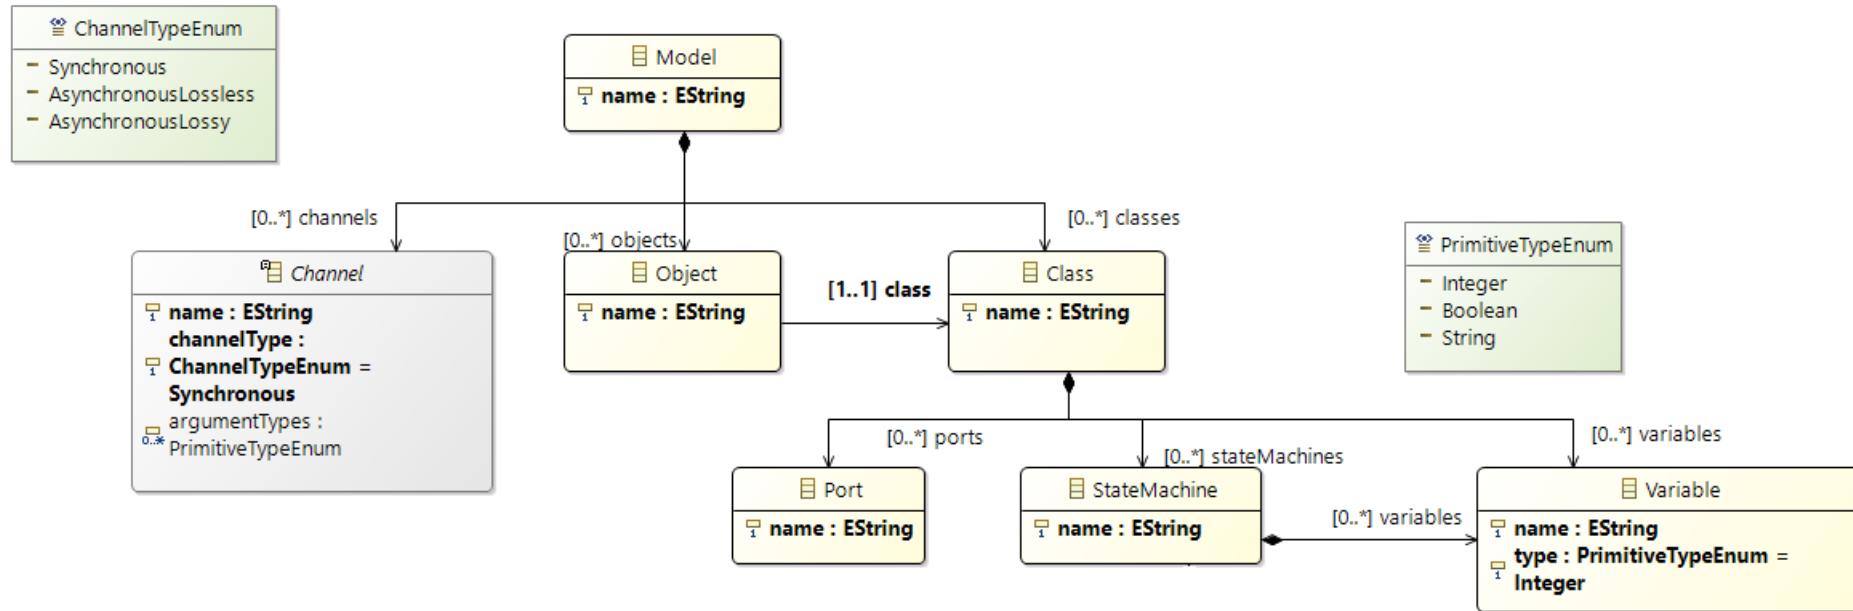 ChannelTypeEnum
Synchronous
AsynchronousLossless
AsynchronousLossy
Model
name : EString
[0..*] channels
[0..*] objects
[0..*] classes
Channel
name : EString
channelType :
ChannelTypeEnum =
Synchronous
argumentTypes :
PrimitiveTypeEnum
Object
name : EString
[1..1] class
Class
name : EString
PrimitiveTypeEnum
Integer
Boolean
String
[0..*] ports
[0..*] stateMachines
[0..*] variables
Port
name : EString
StateMachine
name : EString
[0..*] variables
Variable
name : EString
type : PrimitiveTypeEnum =
Integer